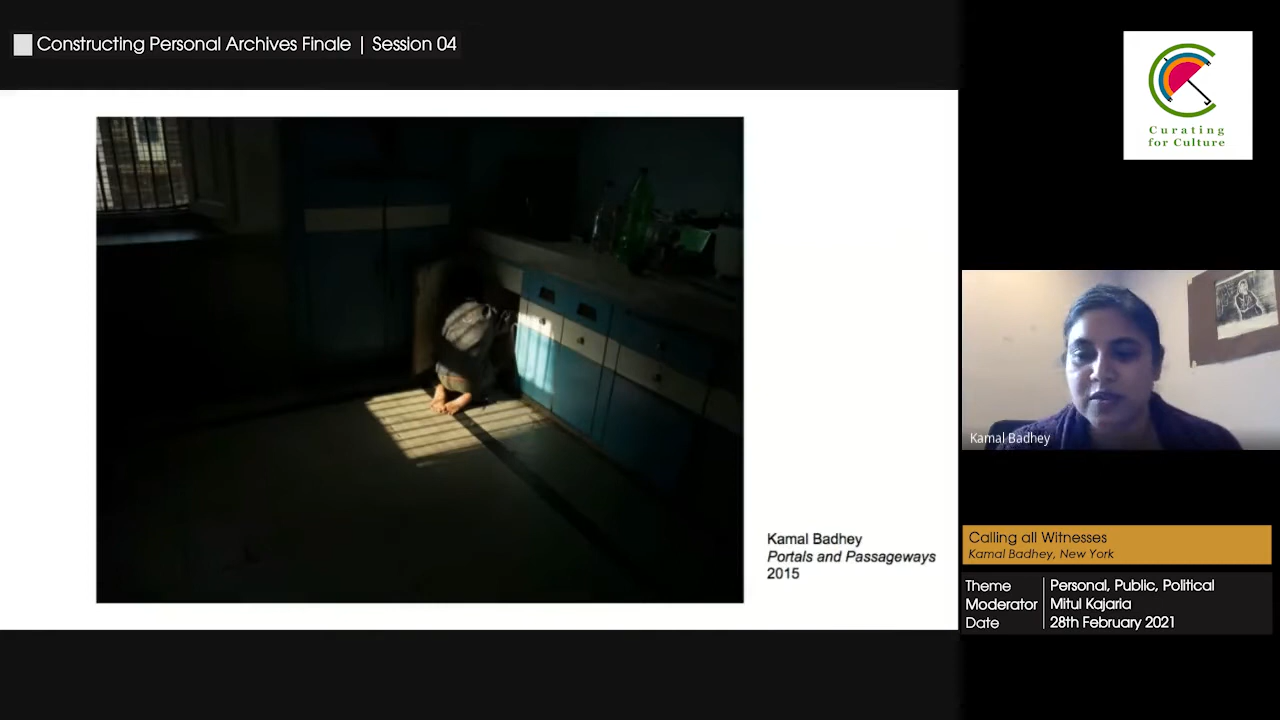 Constructing Personal Archives Finale | Session 04
Curating
for Culture
Kamal Badhey
Portals and Passageways
2015
Kamal Badhey
Calling all Witnesses
Kamal Badhey, New York
Theme | Personal, Public, Political
Moderator | Mitul Kajaria
Date | 28th February 2021